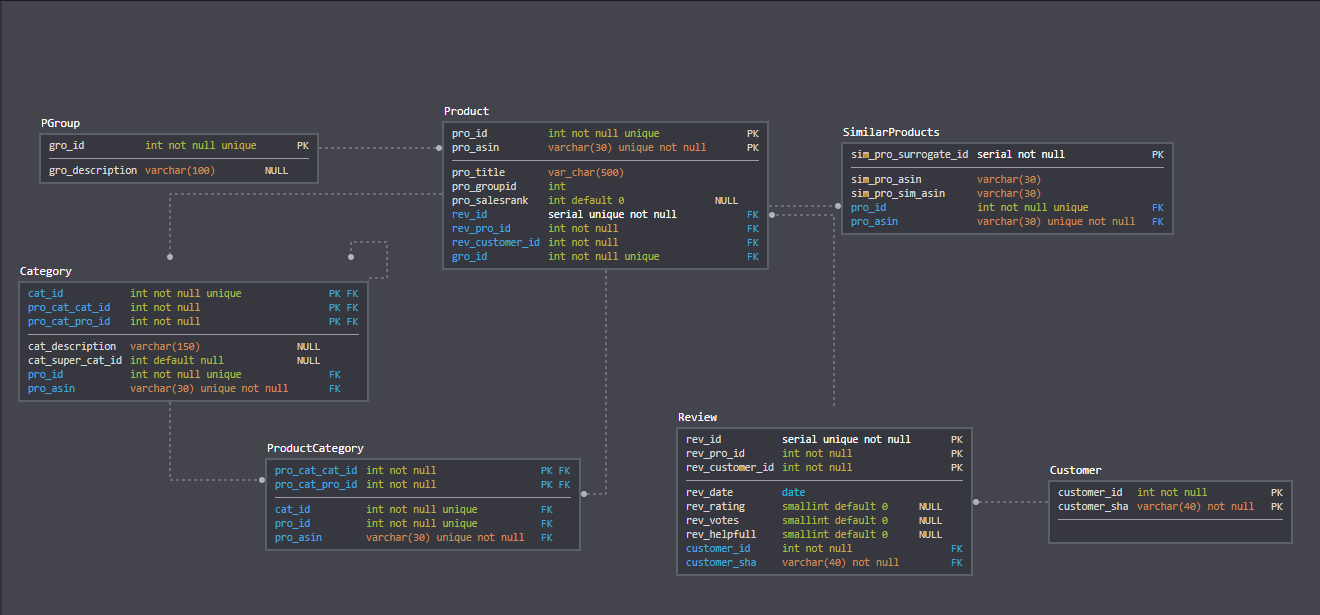 PGroup
gro_id int not null unique PK
gro_description varchar(100) NULL
Product
pro_id int not null unique PK
pro_asin varchar(30) unique not null PK
pro_title var_char(500)
pro_groupid int
pro_salesrank int default 0 NULL
rev_id serial unique not null FK
rev_pro_id int not null FK
rev_customer_id int not null FK
gro_id int not null unique FK
SimilarProducts
sim_pro_surrogate_id serial not null PK
sim_pro_asin varchar(30)
sim_pro_sim_asin varchar(30)
pro_id int not null unique FK
pro_asin varchar(30) unique not null FK
Category
cat_id int not null unique PK FK
pro_cat_cat_id int not null PK FK
pro_cat_pro_id int not null PK FK
cat_description varchar(150) NULL
cat_super_cat_id int default null NULL
pro_id int not null unique FK
pro_asin varchar(30) unique not null FK
ProductCategory
pro_cat_cat_id int not null PK FK
pro_cat_pro_id int not null PK FK
cat_id int not null unique FK
pro_id int not null unique FK
pro_asin varchar(30) unique not null FK
Review
rev_id serial unique not null PK
rev_pro_id int not null PK
rev_customer_id int not null PK
rev_date date
rev_rating smallint default 0 NULL
rev_votes smallint default 0 NULL
rev_helpfull smallint default 0 NULL
customer_id int not null FK
customer_sha varchar(40) not null FK
Customer
customer_id int not null PK
customer_sha varchar(40) not null PK